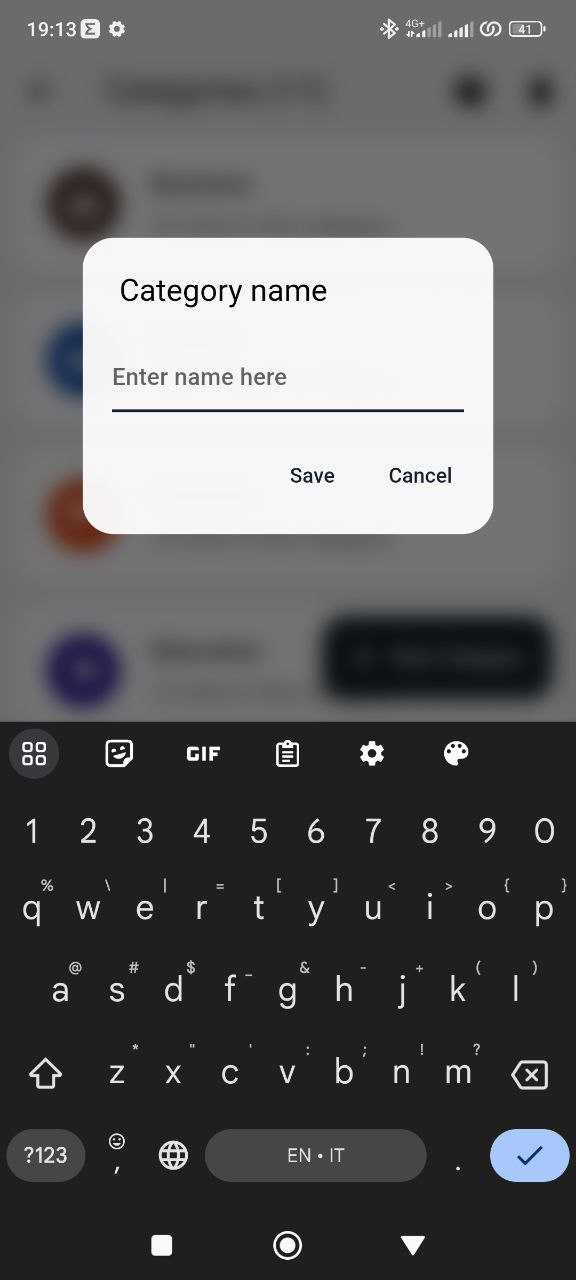 19:13
4G+
41
Category name
Enter name here
Save Cancel
GIF
1 2 3 4 5 6 7 8 9 0
% \ | = [ ] < > { }
q w e r t y u i o p
@ # $ _ & - + ( )
a s d f g h j k l
* " ' : ; ! ?
z x c v b n m
?123 , EN • IT .